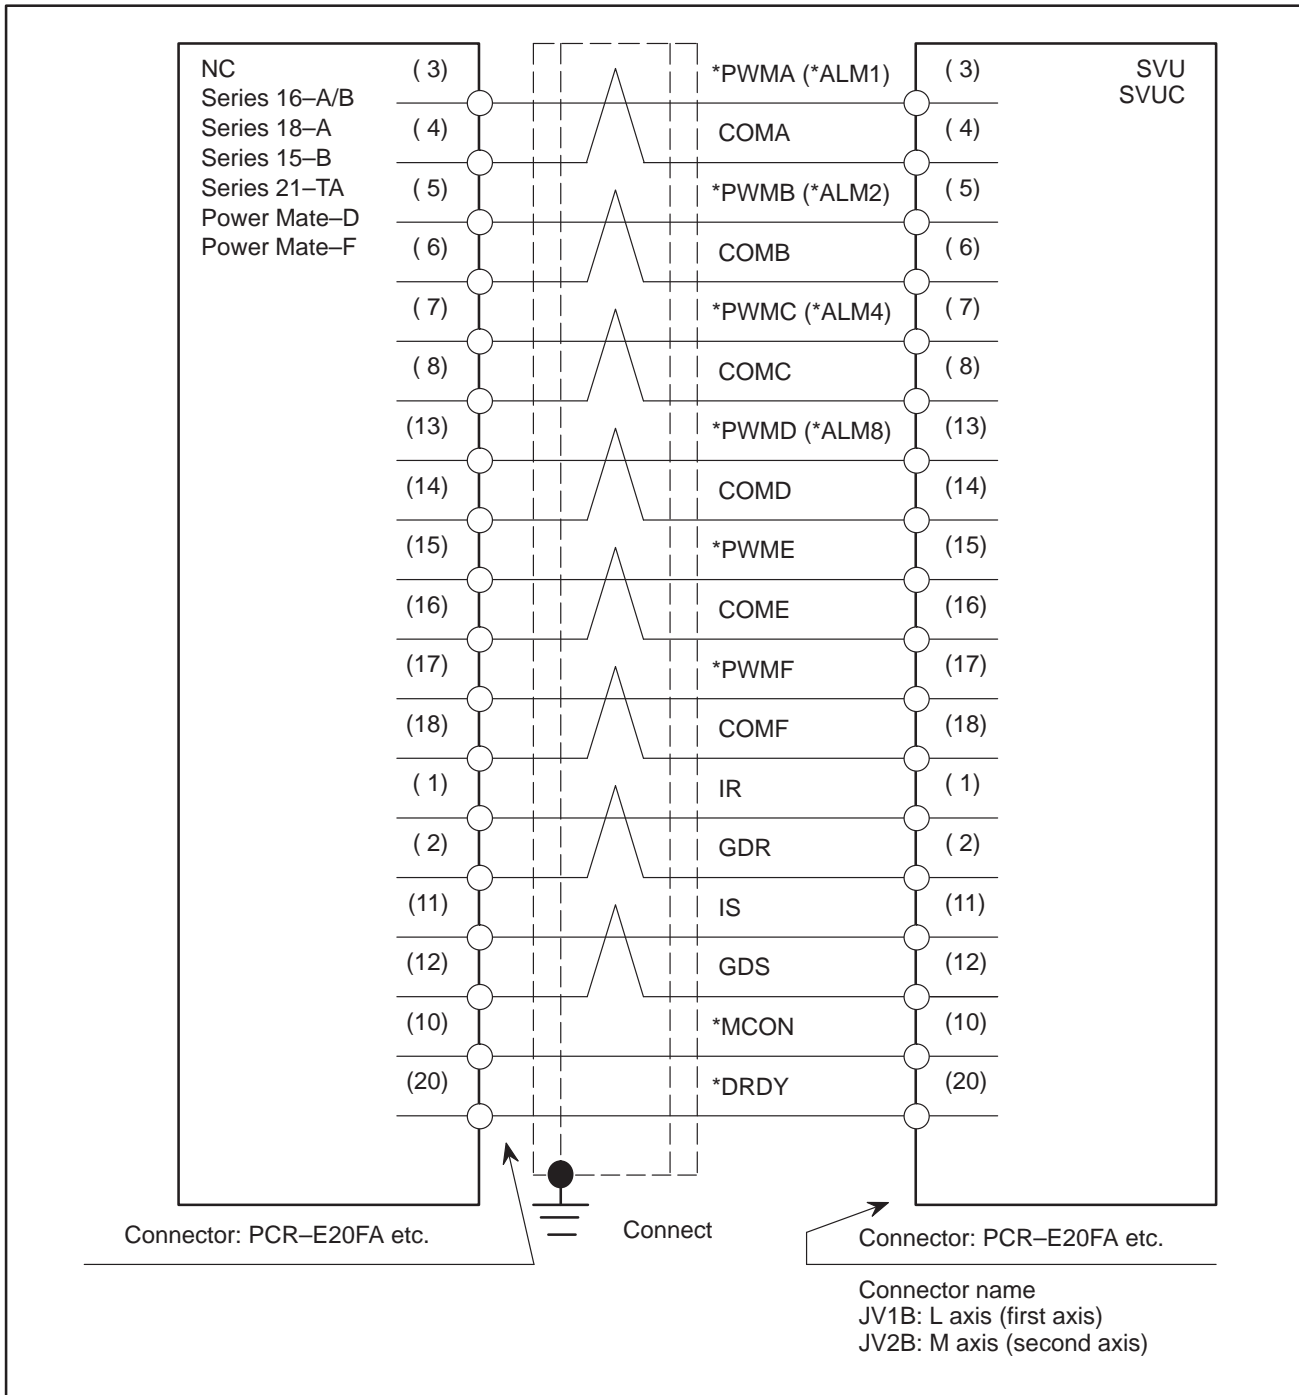 NC ( 3) *PWMA (*ALM1) ( 3) SVU
Series 16–A/B SVUC
Series 18–A ( 4) COMA ( 4)
Series 15–B
Series 21–TA ( 5) *PWMB (*ALM2) ( 5)
Power Mate–D
Power Mate–F ( 6) COMB ( 6)
( 7) *PWMC (*ALM4) ( 7)
( 8) COMC ( 8)
(13) *PWMD (*ALM8) (13)
(14) COMD (14)
(15) *PWME (15)
(16) COME (16)
(17) *PWMF (17)
(18) COMF (18)
( 1) IR ( 1)
( 2) GDR ( 2)
(11) IS (11)
(12) GDS (12)
(10) *MCON (10)
(20) *DRDY (20)
Connector: PCR–E20FA etc. Connect Connector: PCR–E20FA etc.
Connector name
JV1B: L axis (first axis)
JV2B: M axis (second axis)